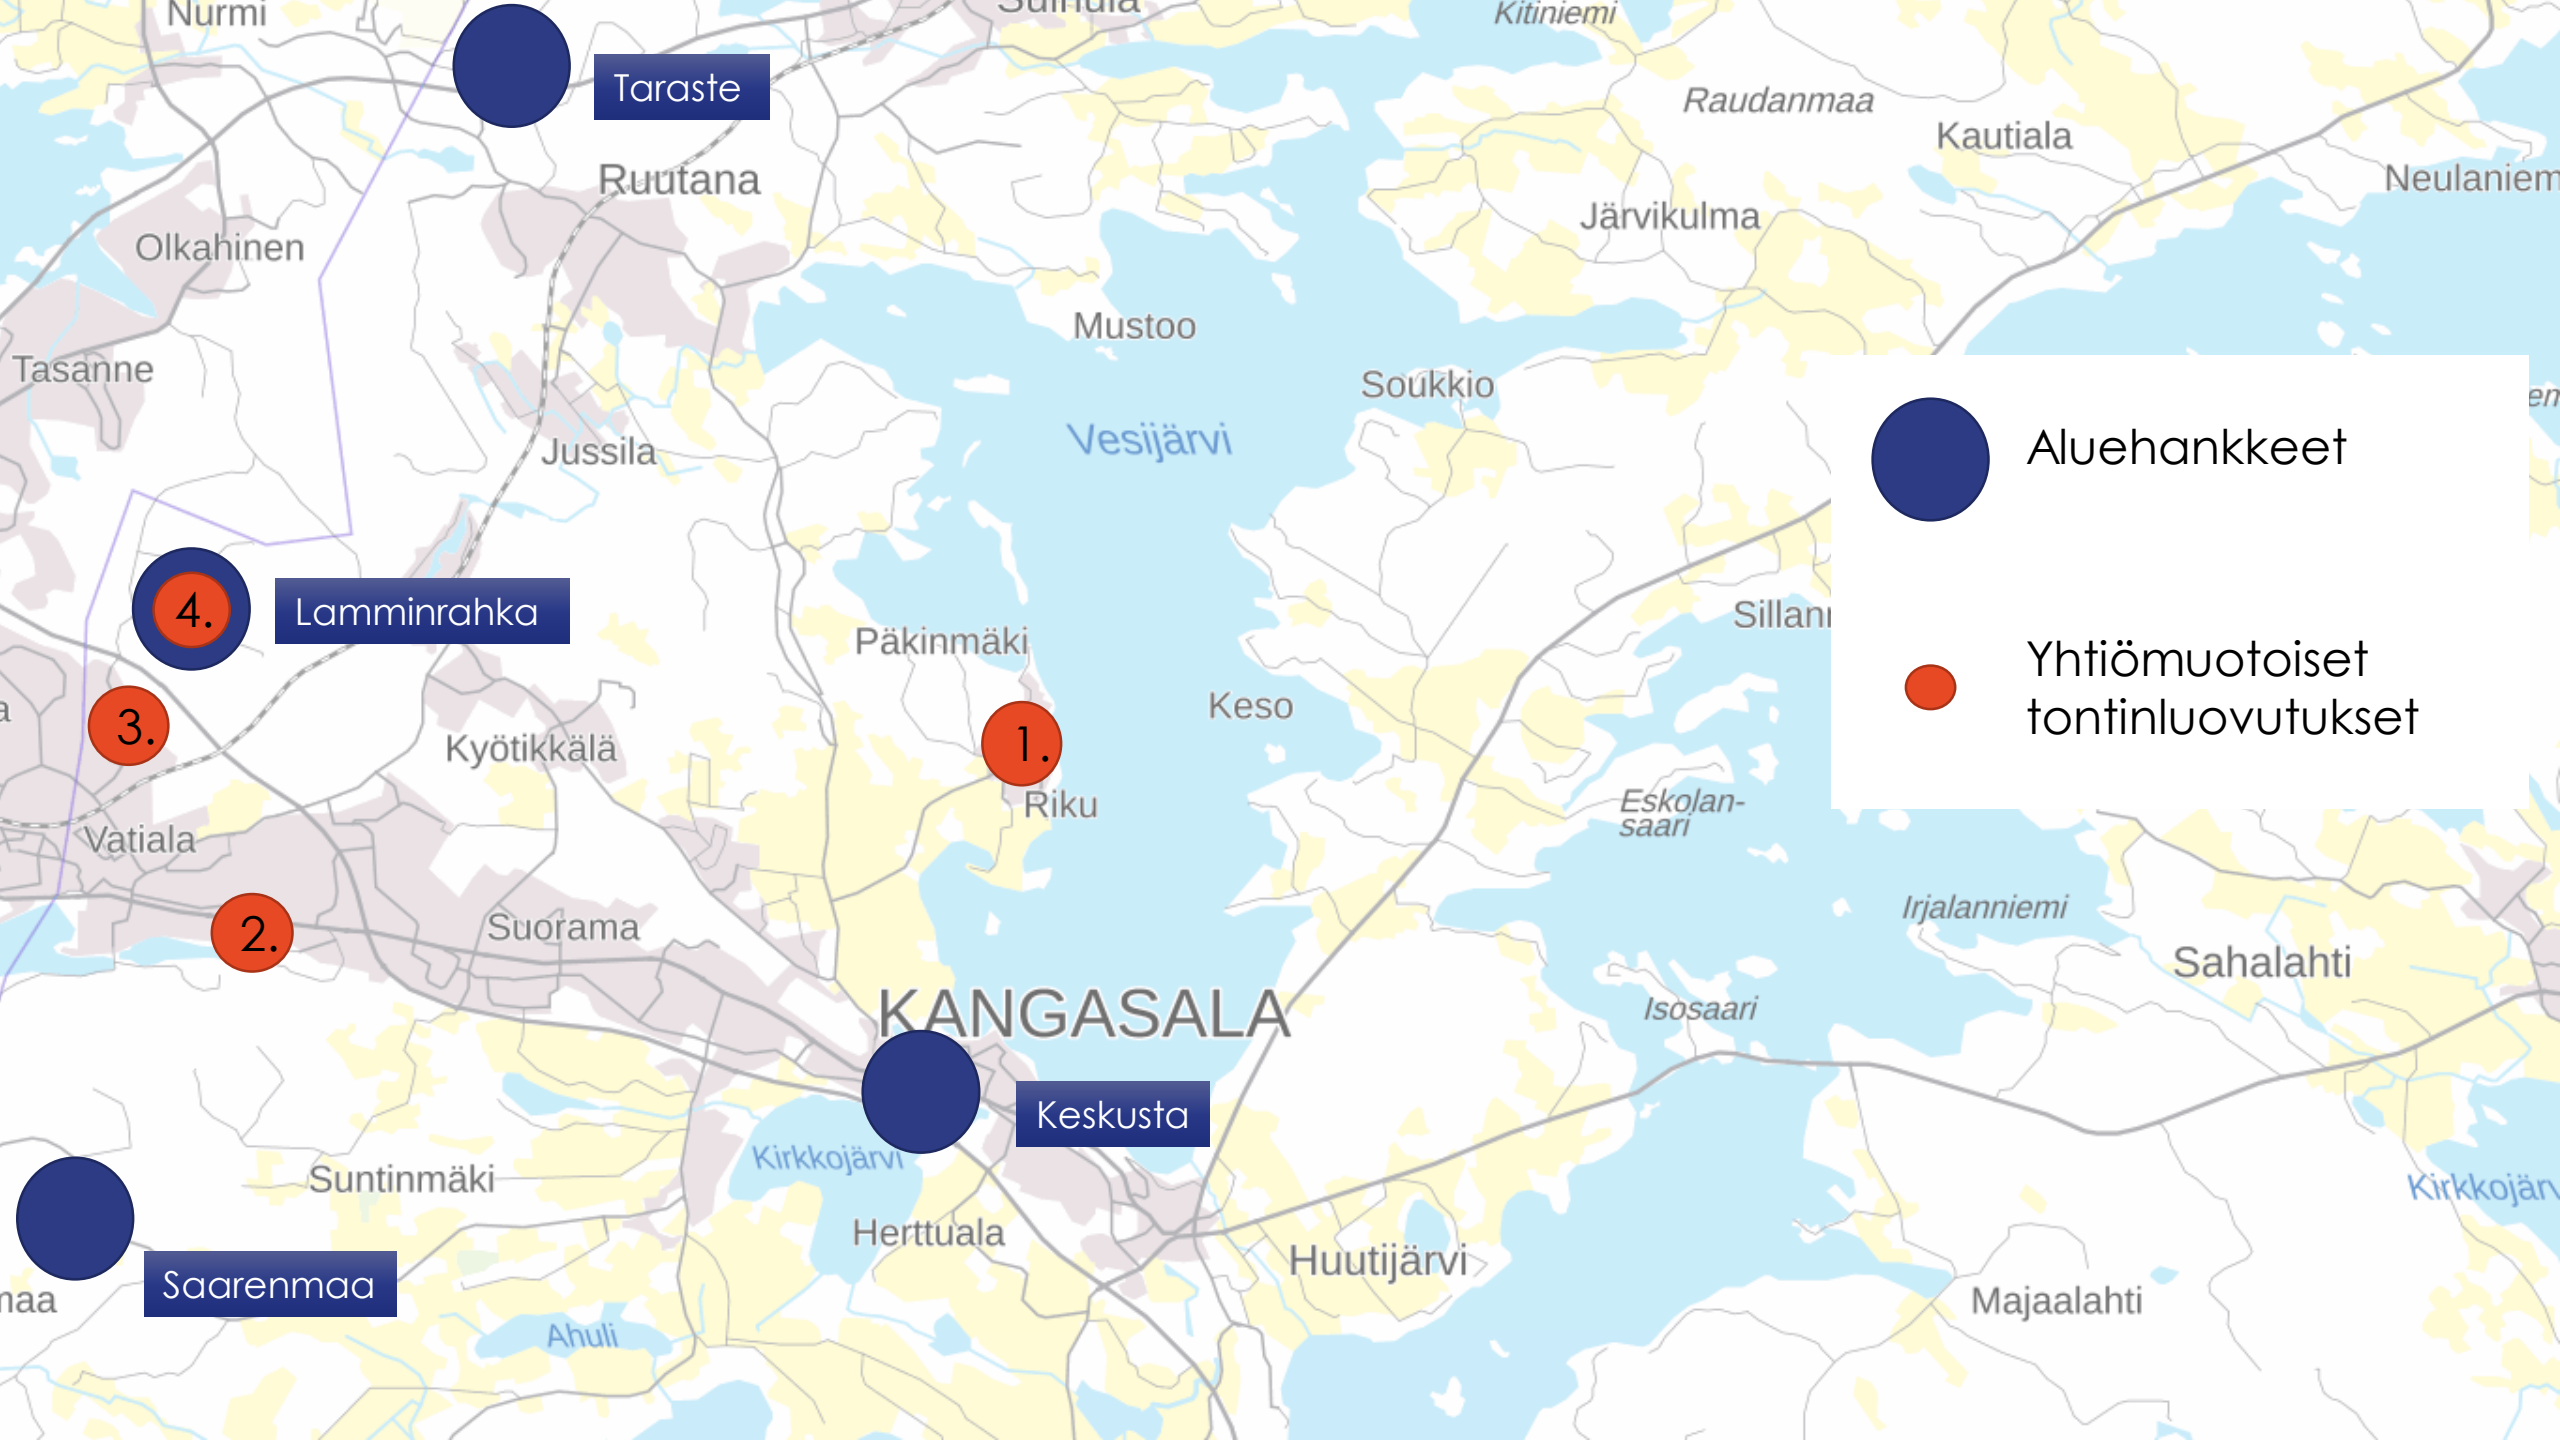 Nurmi
Kitiniemi
Taraste
Raudanmaa
Kautiala
Ruutana
Neulaniem
Järvikulma
Olkahinen
Mustoo
Tasanne
Soukkio
Vesijärvi
Jussila
Aluehankkeet
4.
Lamminrahka
Sillan
Päkinmäki
Yhtiömuotoiset
tontinluovutukset
Keso
3.
1.
Kyötikkälä
Riku
Eskolan-
saari
Vatiala
Irjalanniemi
2.
Suorama
Sahalahti
KANGASALA
Isosaari
Keskusta
Kirkkojärvi
Suntinmäki
Kirkkojärv
Herttuala
Huutijärvi
Saarenmaa
maa
Majaalahti
Ahuli